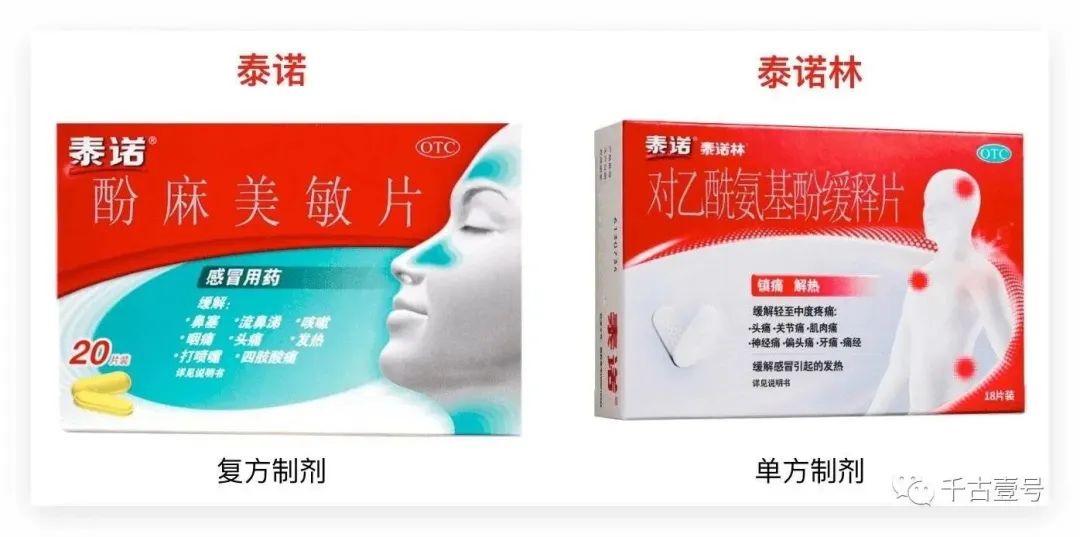 泰诺
泰诺林
泰诺®
OTC
酚麻美敏片
感冒用药
缓解:
·鼻塞 ·流鼻涕 ·咳嗽
·咽痛 ·头痛 ·发热
·打喷嚏 ·四肢酸痛
详见说明书
20片装
泰诺® 泰诺林®
OTC
对乙酰氨基酚缓释片
镇痛 解热
缓解轻至中度疼痛:
·头痛·关节痛·肌肉痛
·神经痛·偏头痛·牙痛·痛经
缓解感冒引起的发热
详见说明书
18片装
6130734
泰诺
复方制剂
单方制剂
千古壹号